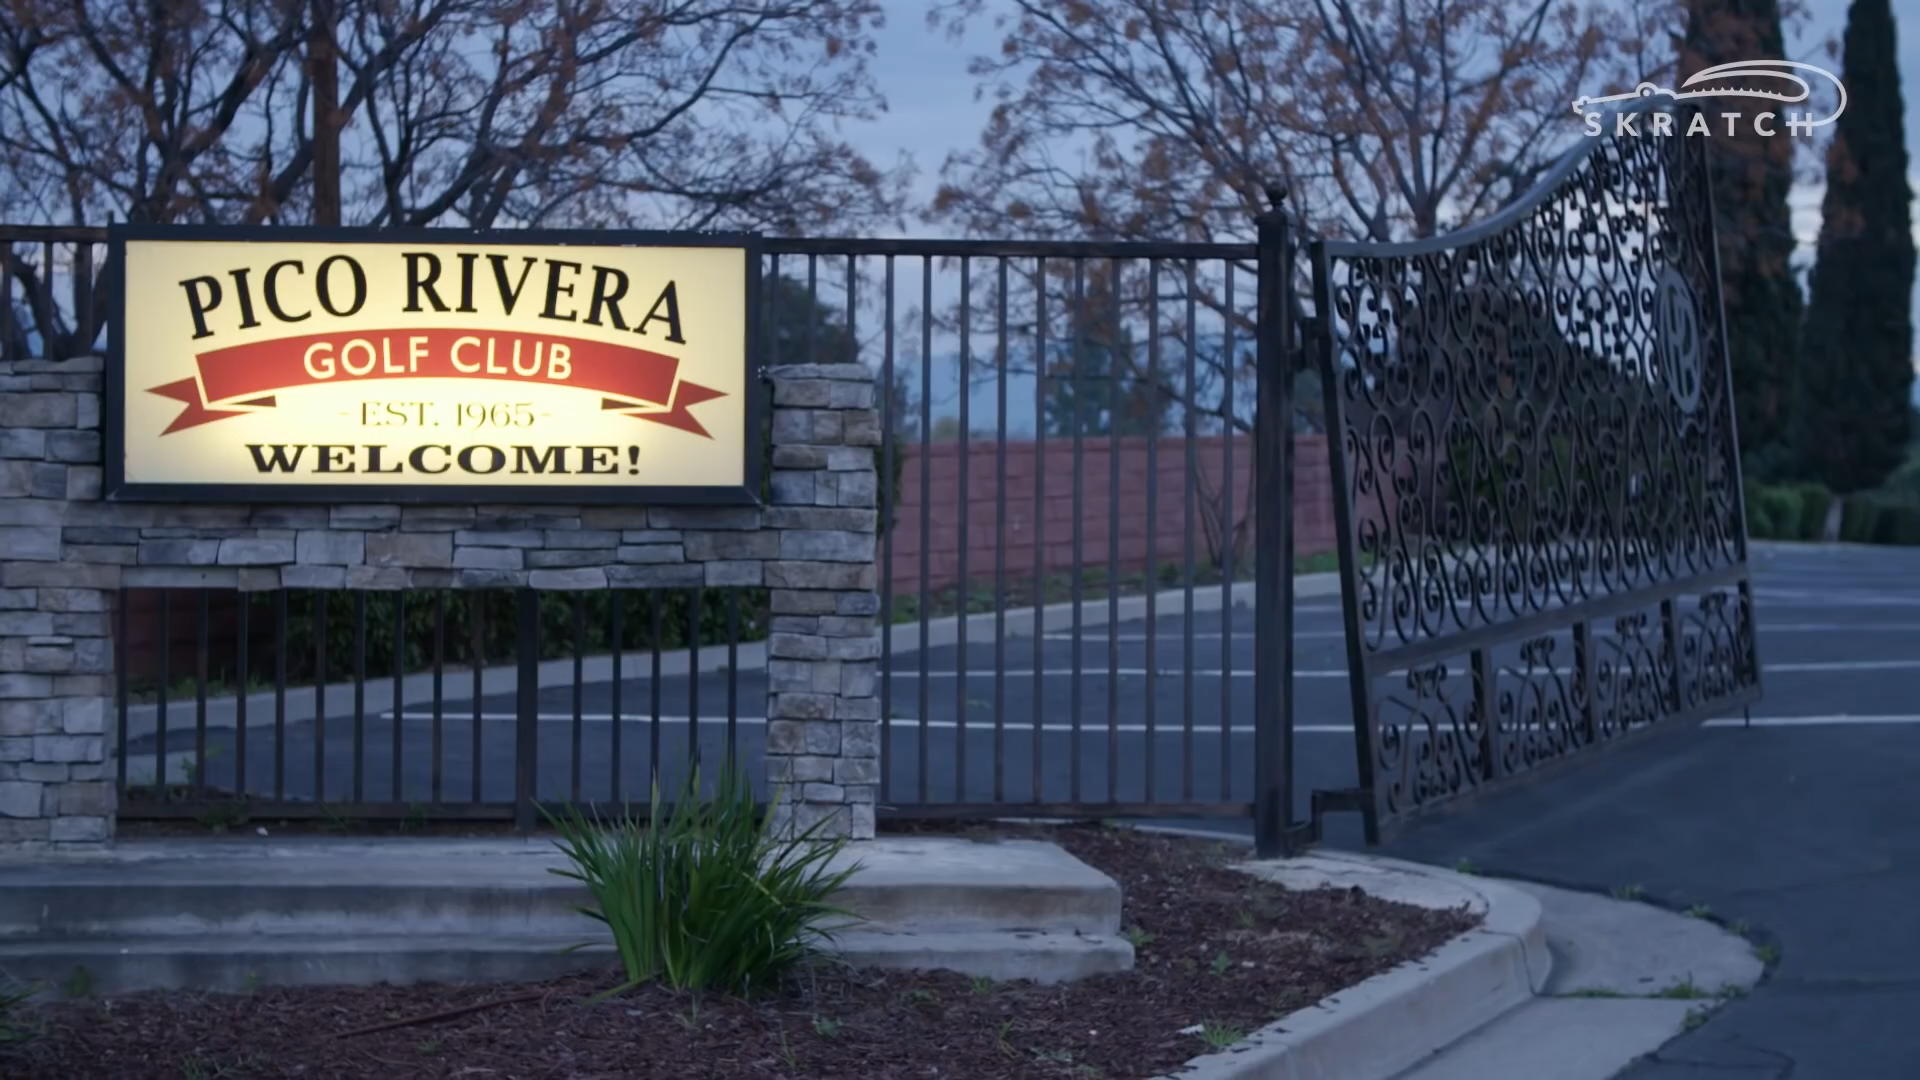 PICO RIVERA
GOLF CLUB
- EST. 1965 -
WELCOME!
SKRATCH